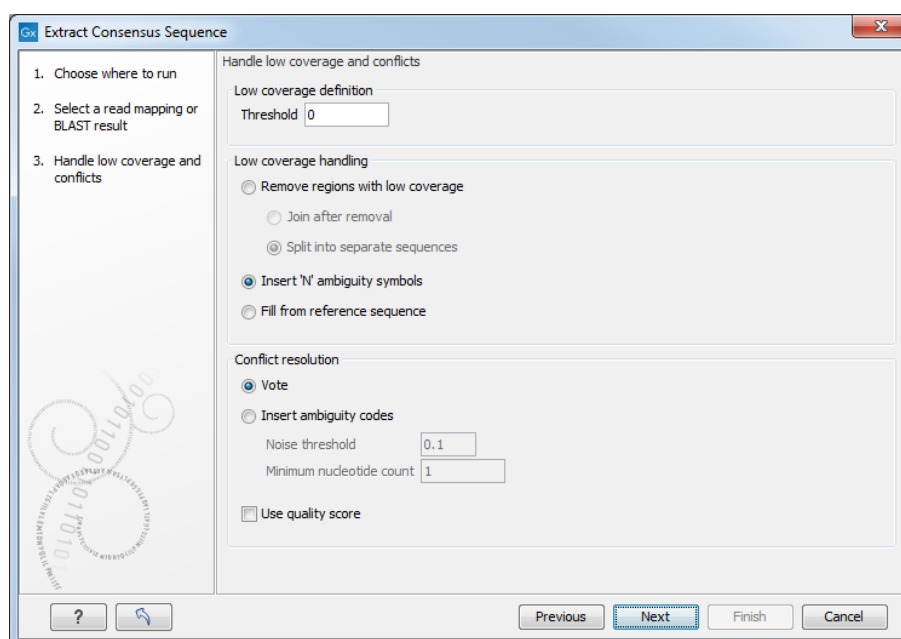 Gx Extract Consensus Sequence
1. Choose where to run
2. Select a read mapping or
BLAST result
3. Handle low coverage and
conflicts
Handle low coverage and conflicts
Low coverage definition
Threshold 0
Low coverage handling
Remove regions with low coverage
Join after removal
Split into separate sequences
Insert 'N' ambiguity symbols
Fill from reference sequence
Conflict resolution
Vote
Insert ambiguity codes
Noise threshold 0.1
Minimum nucleotide count 1
Use quality score
? Previous Next Finish Cancel